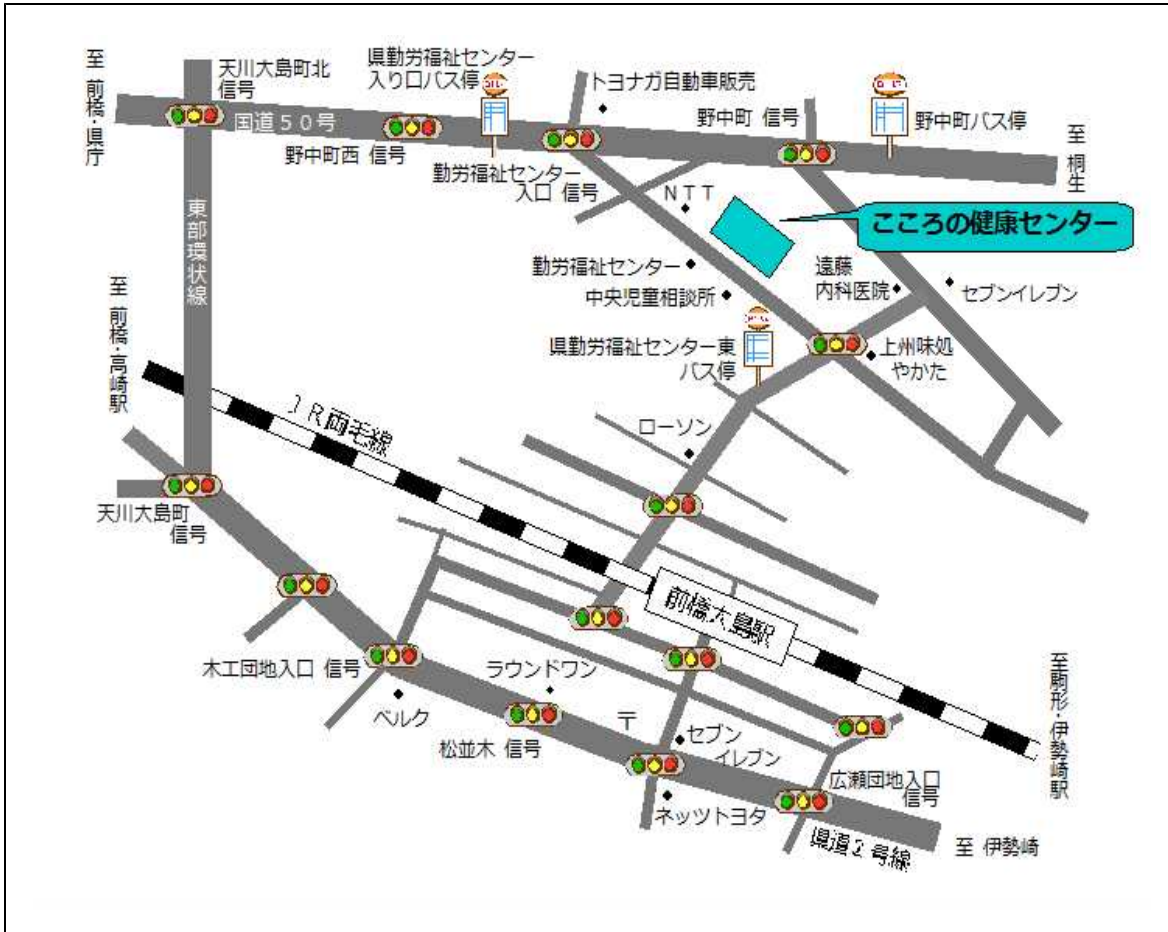 至 前橋・県庁
天川大島町北
信号
県勤労福祉センター
入り口バス停
トヨナガ自動車販売
野中町 信号
野中町バス停
至 桐生
国道50号
野中町西 信号
勤労福祉センター
入口 信号
NTT
こころの健康センター
東部環状線
勤労福祉センター
中央児童相談所
遠藤
内科医院
セブンイレブン
至 前橋・高崎駅
県勤労福祉センター東
バス停
上州味処
やかた
JR両毛線
ローソン
天川大島町
信号
前橋大島駅
木工団地入口 信号
ラウンドワン
ベルク
松並木 信号
〒
セブン
イレブン
ネッツトヨタ
広瀬団地入口
信号
至駒形・伊勢崎駅
県道2号線
至 伊勢崎